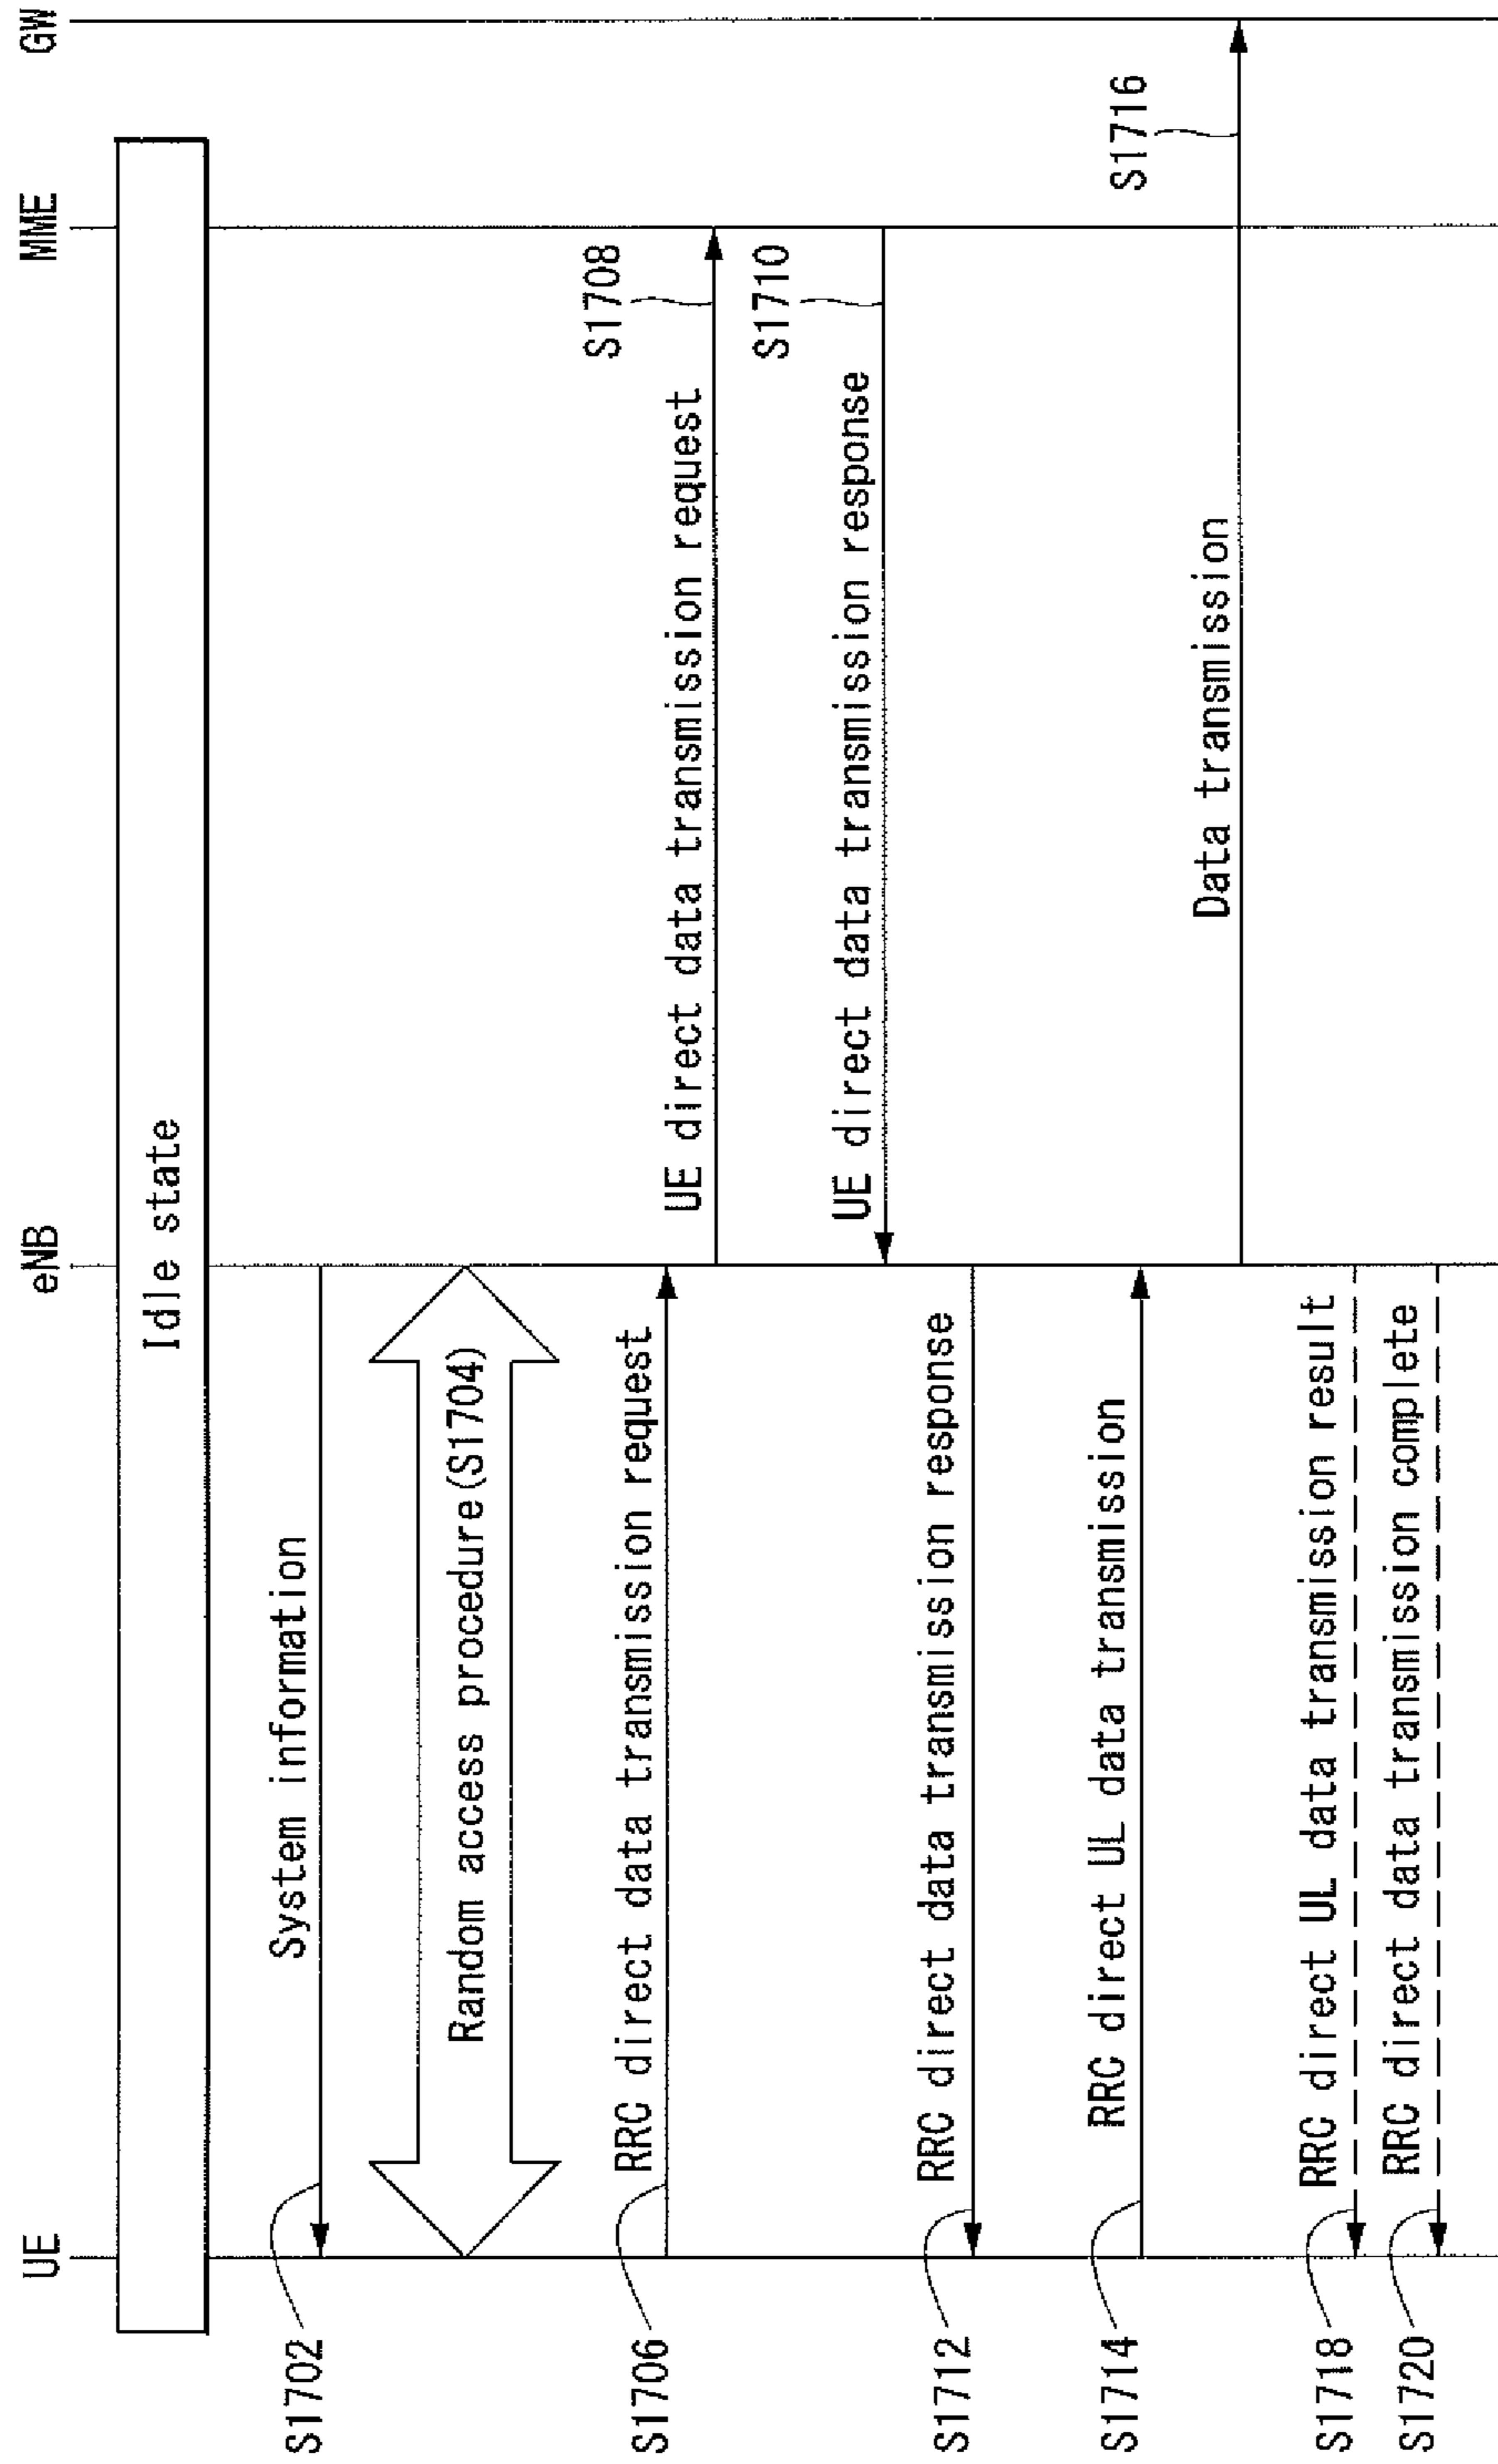 UE
eNB
MME
GW
Idle state
System information
S1702
Random access procedure(S1704)
RRC direct data transmission request
S1706
UE direct data transmission request
S1708
UE direct data transmission response
S1710
RRC direct data transmission response
S1712
RRC direct UL data transmission
S1714
Data transmission
S1716
RRC direct UL data transmission result
S1718
RRC direct data transmission complete
S1720